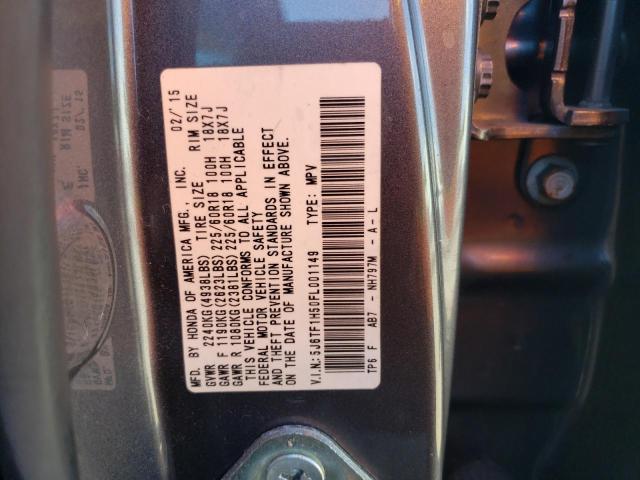 MFD. BY HONDA OF AMERICA MFG., INC. 02/'15
GVWR 2240KG(4938LBS) TIRE SIZE RIM SIZE
GAWR F 1190KG(2623LBS) 225/60R18 100H 18X7J
GAWR R 1080KG(2381LBS) 225/60R18 100H 18X7J
THIS VEHICLE CONFORMS TO ALL APPLICABLE
FEDERAL MOTOR VEHICLE SAFETY
AND THEFT PREVENTION STANDARDS IN EFFECT
ON THE DATE OF MANUFACTURE SHOWN ABOVE.
V.I.N.:5J6TF1H50FL001149 TYPE: MPV
TP6 F AB7 - NH797M - A - L